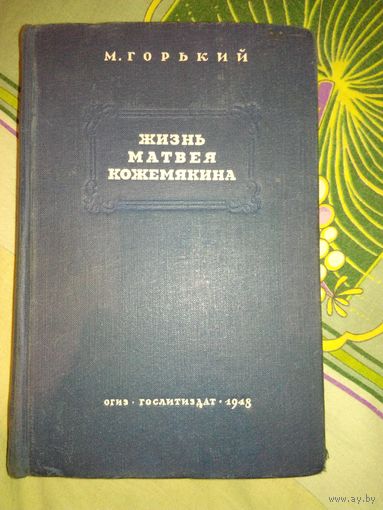 М. ГОРЬКИЙ
ЖИЗНЬ
МАТВЕЯ
КОЖЕМЯКИНА
ОГИЗ · ГОСЛИТИЗДАТ · 1948
www.ay.by